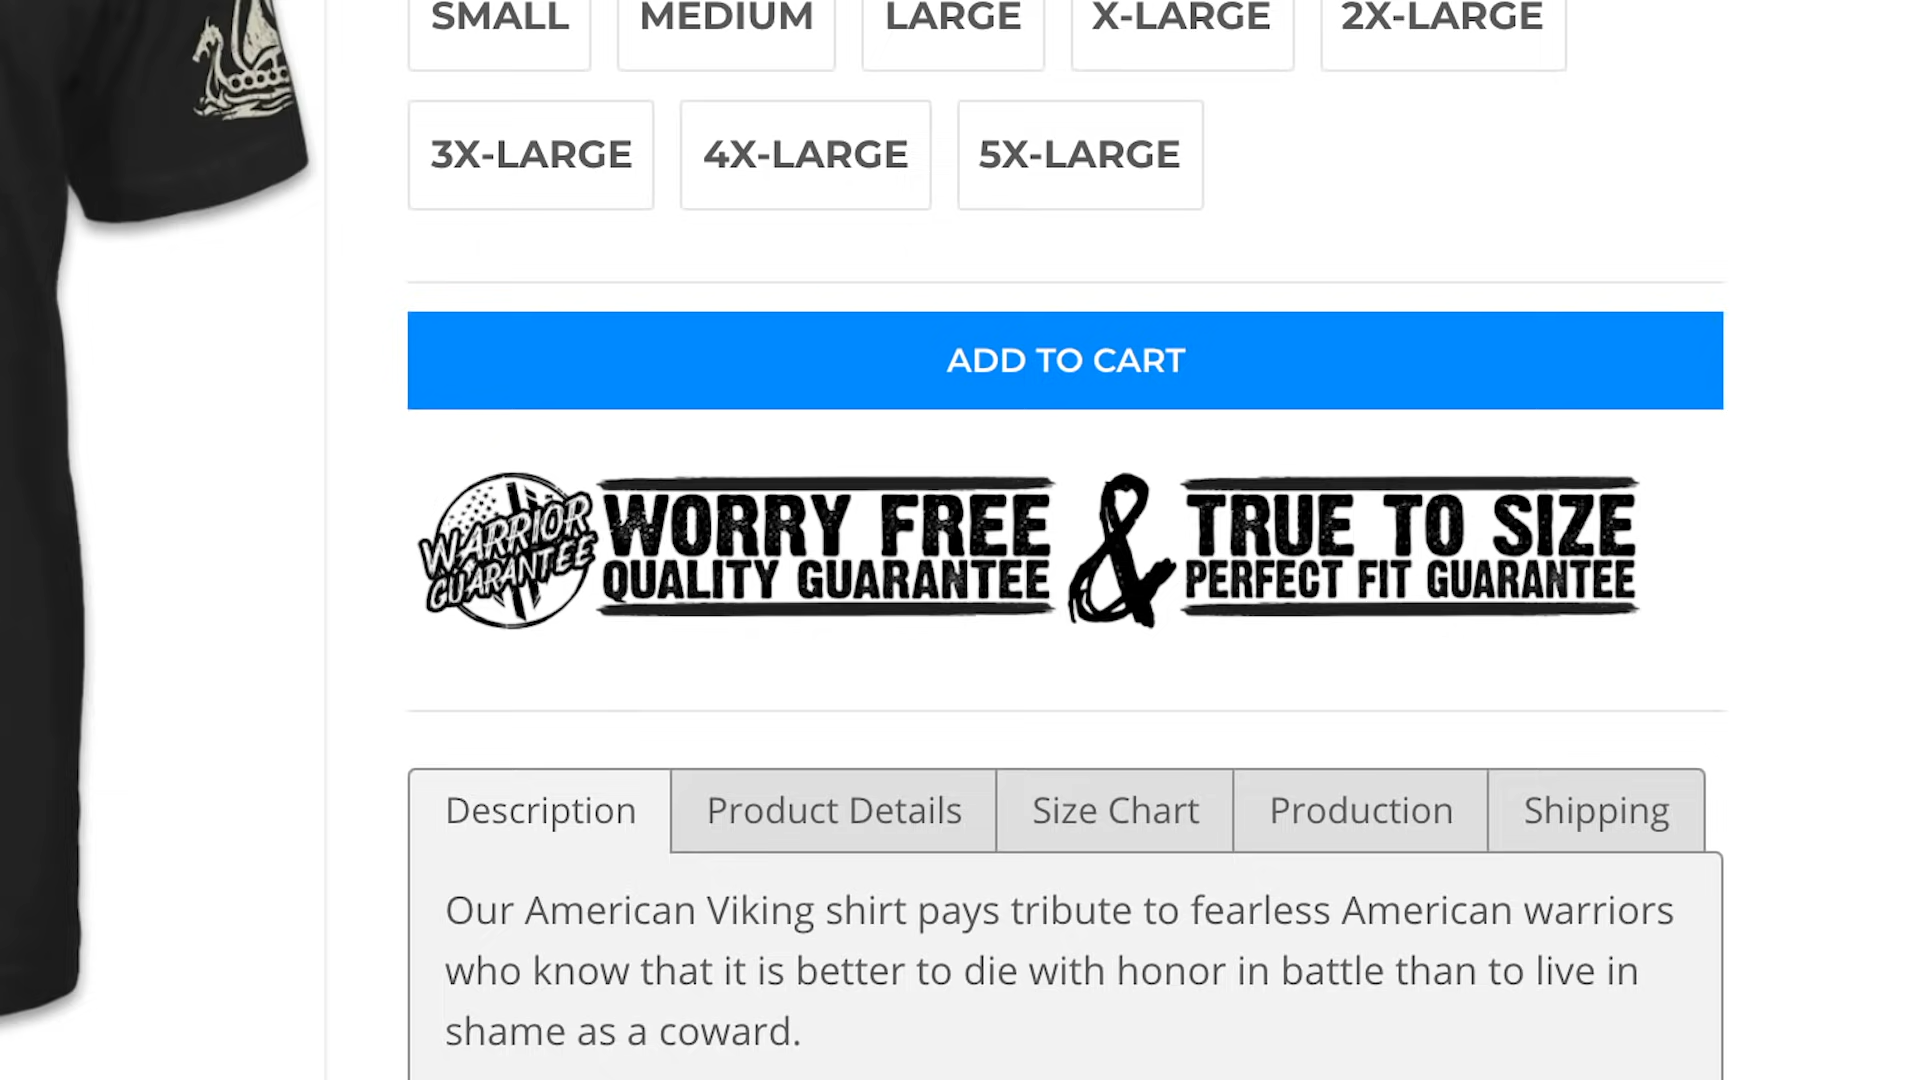 SMALL MEDIUM LARGE X-LARGE 2X-LARGE
3X-LARGE 4X-LARGE 5X-LARGE
ADD TO CART
WARRIOR GUARANTEE
WORRY FREE
QUALITY GUARANTEE
&
TRUE TO SIZE
PERFECT FIT GUARANTEE
Description Product Details Size Chart Production Shipping
Our American Viking shirt pays tribute to fearless American warriors
who know that it is better to die with honor in battle than to live in
shame as a coward.